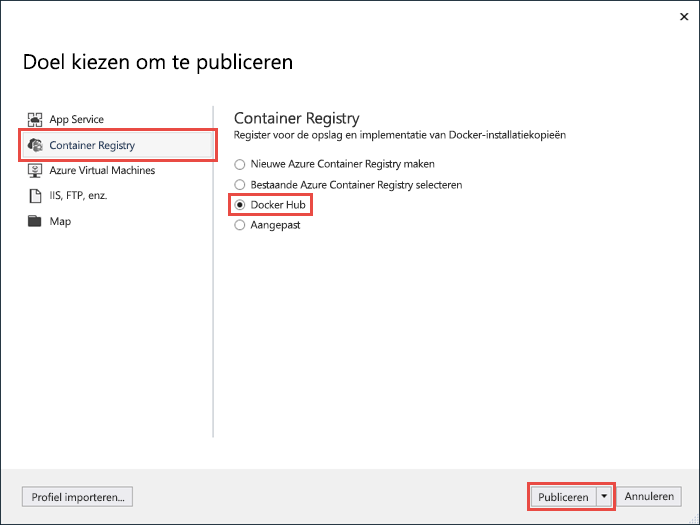 Doel kiezen om te publiceren
App Service
Container Registry
Azure Virtual Machines
IIS, FTP, enz.
Map
Container Registry
Register voor de opslag en implementatie van Docker-installatiekopieën
Nieuwe Azure Container Registry maken
Bestaande Azure Container Registry selecteren
Docker Hub
Aangepast
Profiel importeren...
Publiceren
Annuleren